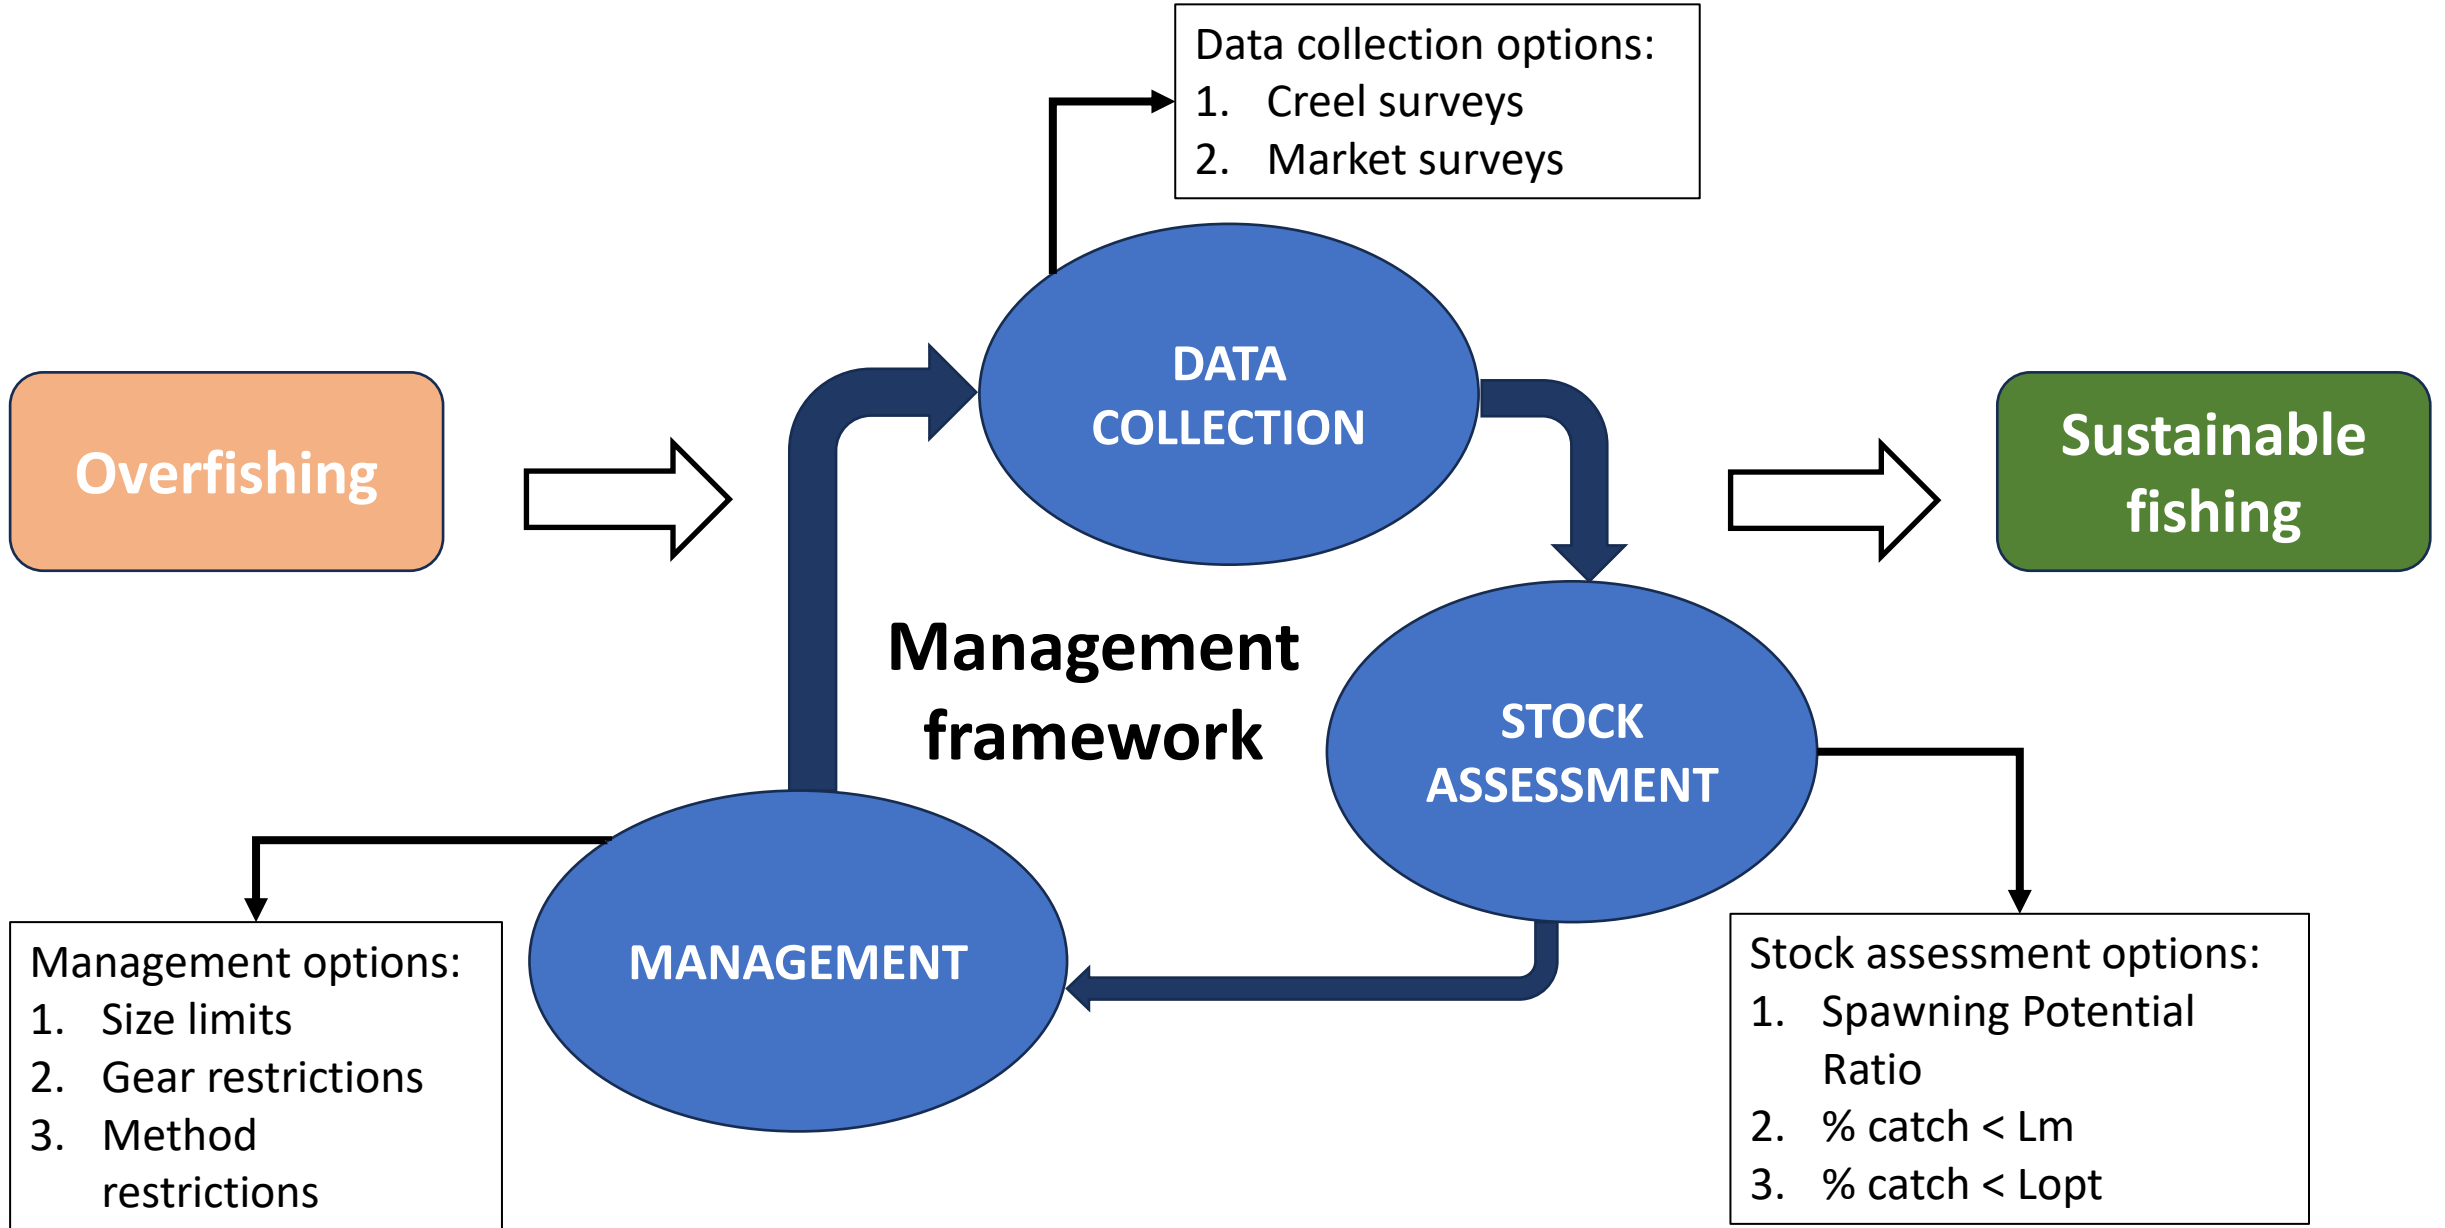 Data collection options:
1. Creel surveys
2. Market surveys
DATA
COLLECTION
Overfishing
Sustainable
fishing
Management
framework
STOCK
ASSESSMENT
MANAGEMENT
Management options:
1. Size limits
2. Gear restrictions
3. Method
restrictions
Stock assessment options:
1. Spawning Potential
Ratio
2. % catch < Lm
3. % catch < Lopt